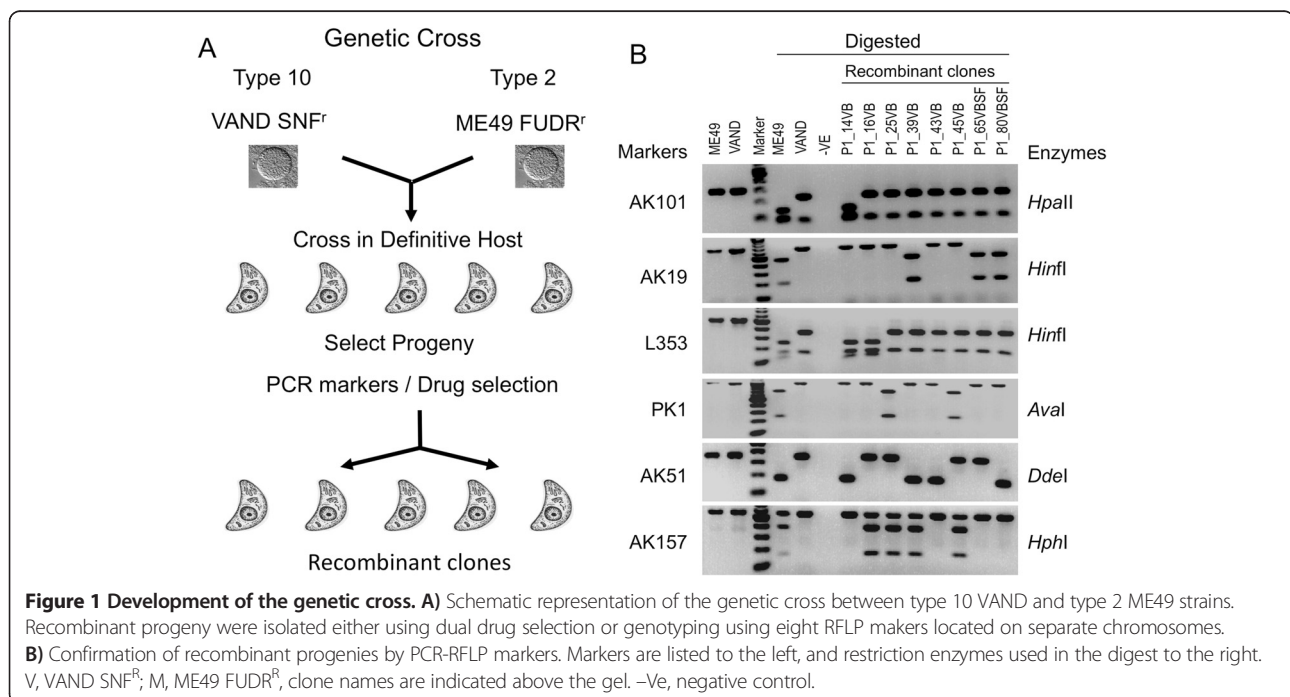 A
Genetic Cross
Type 10 Type 2
VAND SNFʳ ME49 FUDRʳ
Cross in Definitive Host
Select Progeny
PCR markers / Drug selection
Recombinant clones
B
Digested
Recombinant clones
Markers ME49 VAND Marker ME49 VAND -VE P1_14VB P1_16VB P1_25VB P1_39VB P1_43VB P1_45VB P1_65VBSF P1_80VBSF Enzymes
AK101 HpaII
AK19 HinfI
L353 HinfI
PK1 AvaI
AK51 DdeI
AK157 HphI
Figure 1 Development of the genetic cross. A) Schematic representation of the genetic cross between type 10 VAND and type 2 ME49 strains.
Recombinant progeny were isolated either using dual drug selection or genotyping using eight RFLP makers located on separate chromosomes.
B) Confirmation of recombinant progenies by PCR-RFLP markers. Markers are listed to the left, and restriction enzymes used in the digest to the right.
V, VAND SNFᴿ; M, ME49 FUDRᴿ, clone names are indicated above the gel. –Ve, negative control.